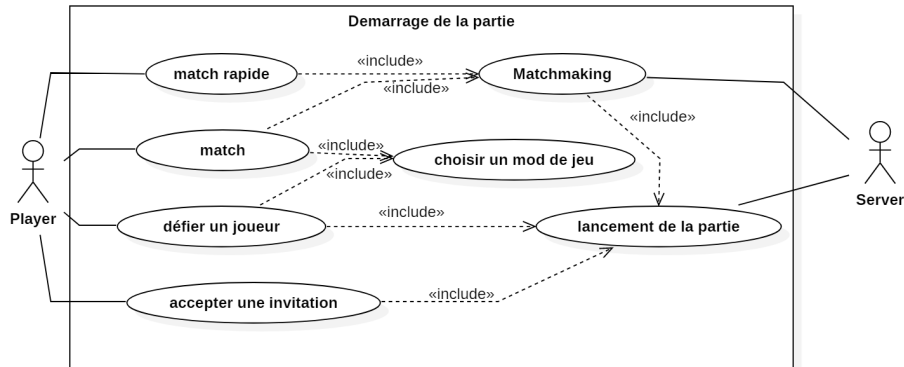 Demarrage de la partie
«include»
match rapide
Matchmaking
«include»
«include»
«include»
match
choisir un mod de jeu
«include»
Player
Server
«include»
défier un joueur
lancement de la partie
«include»
accepter une invitation